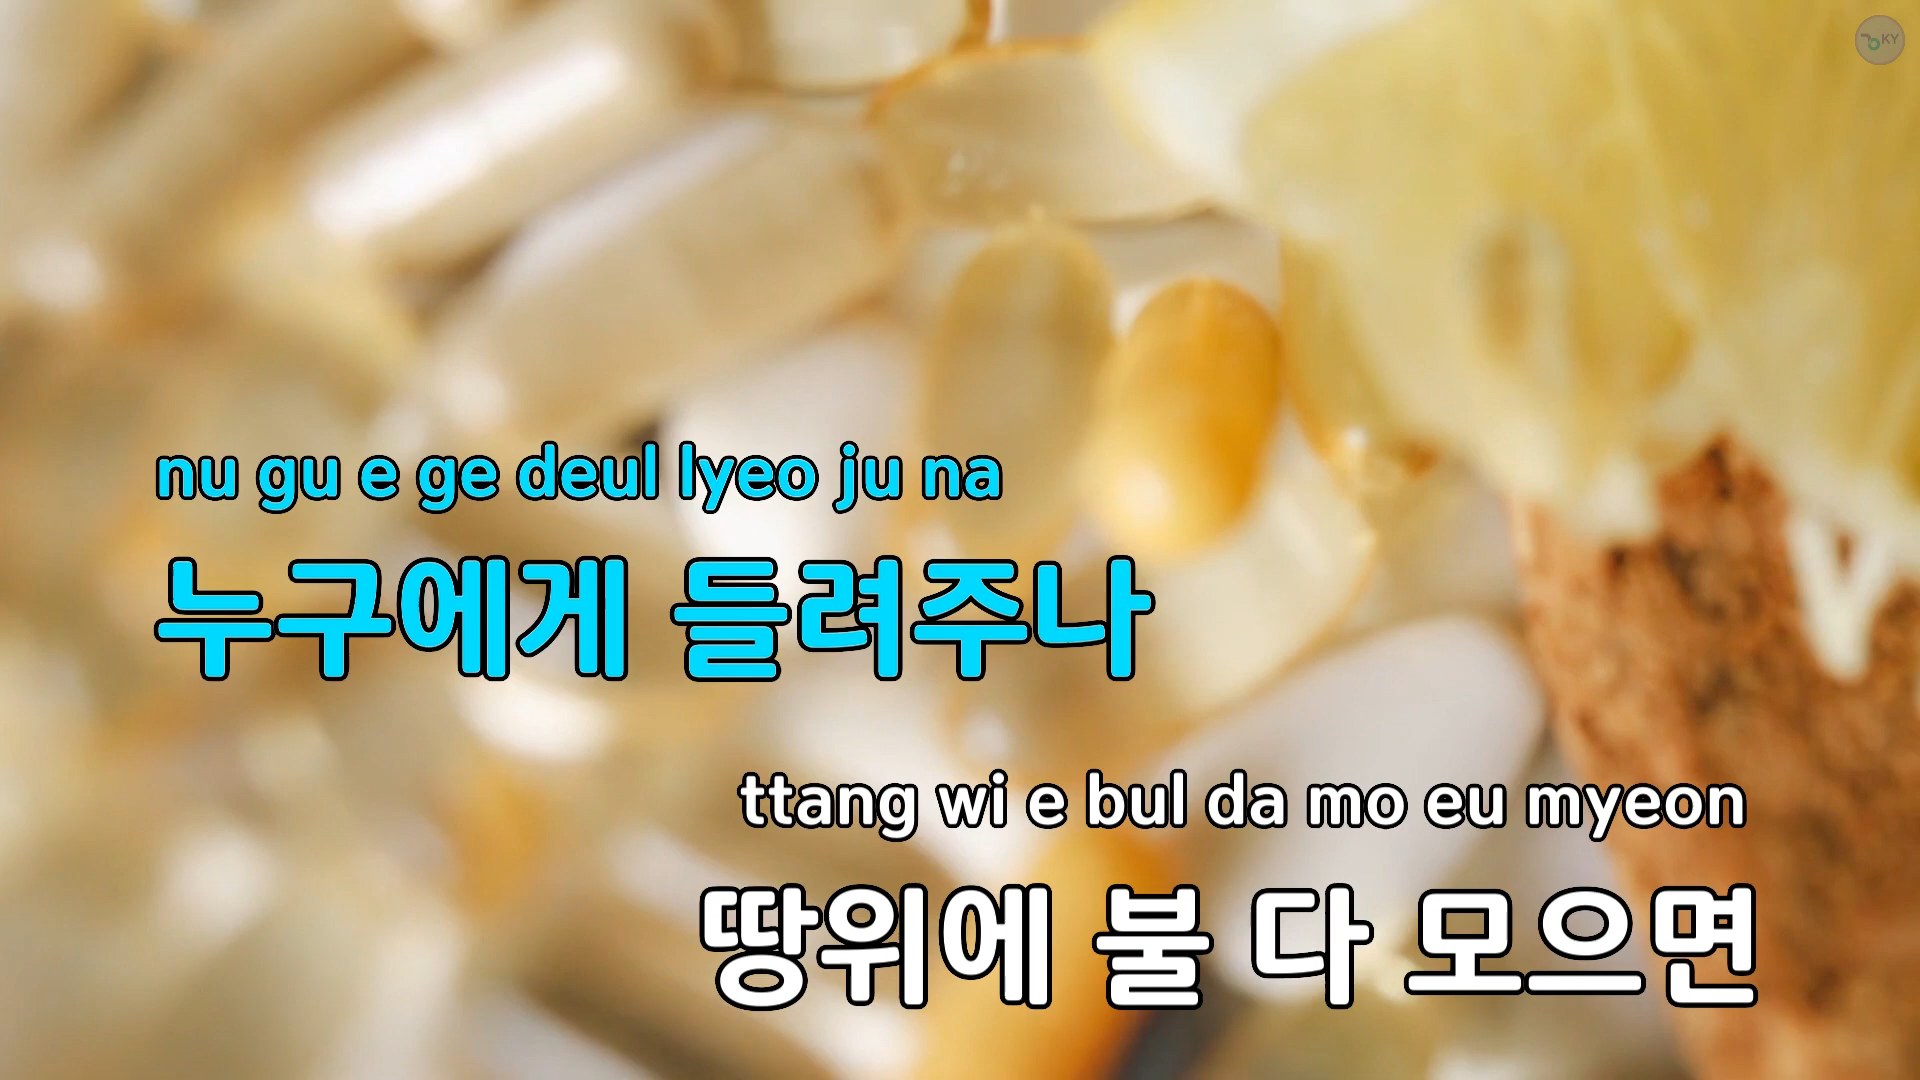 KY
nu gu e ge deul lyeo ju na
누구에게 들려주나
ttang wi e bul da mo eu myeon
땅위에 불 다 모으면